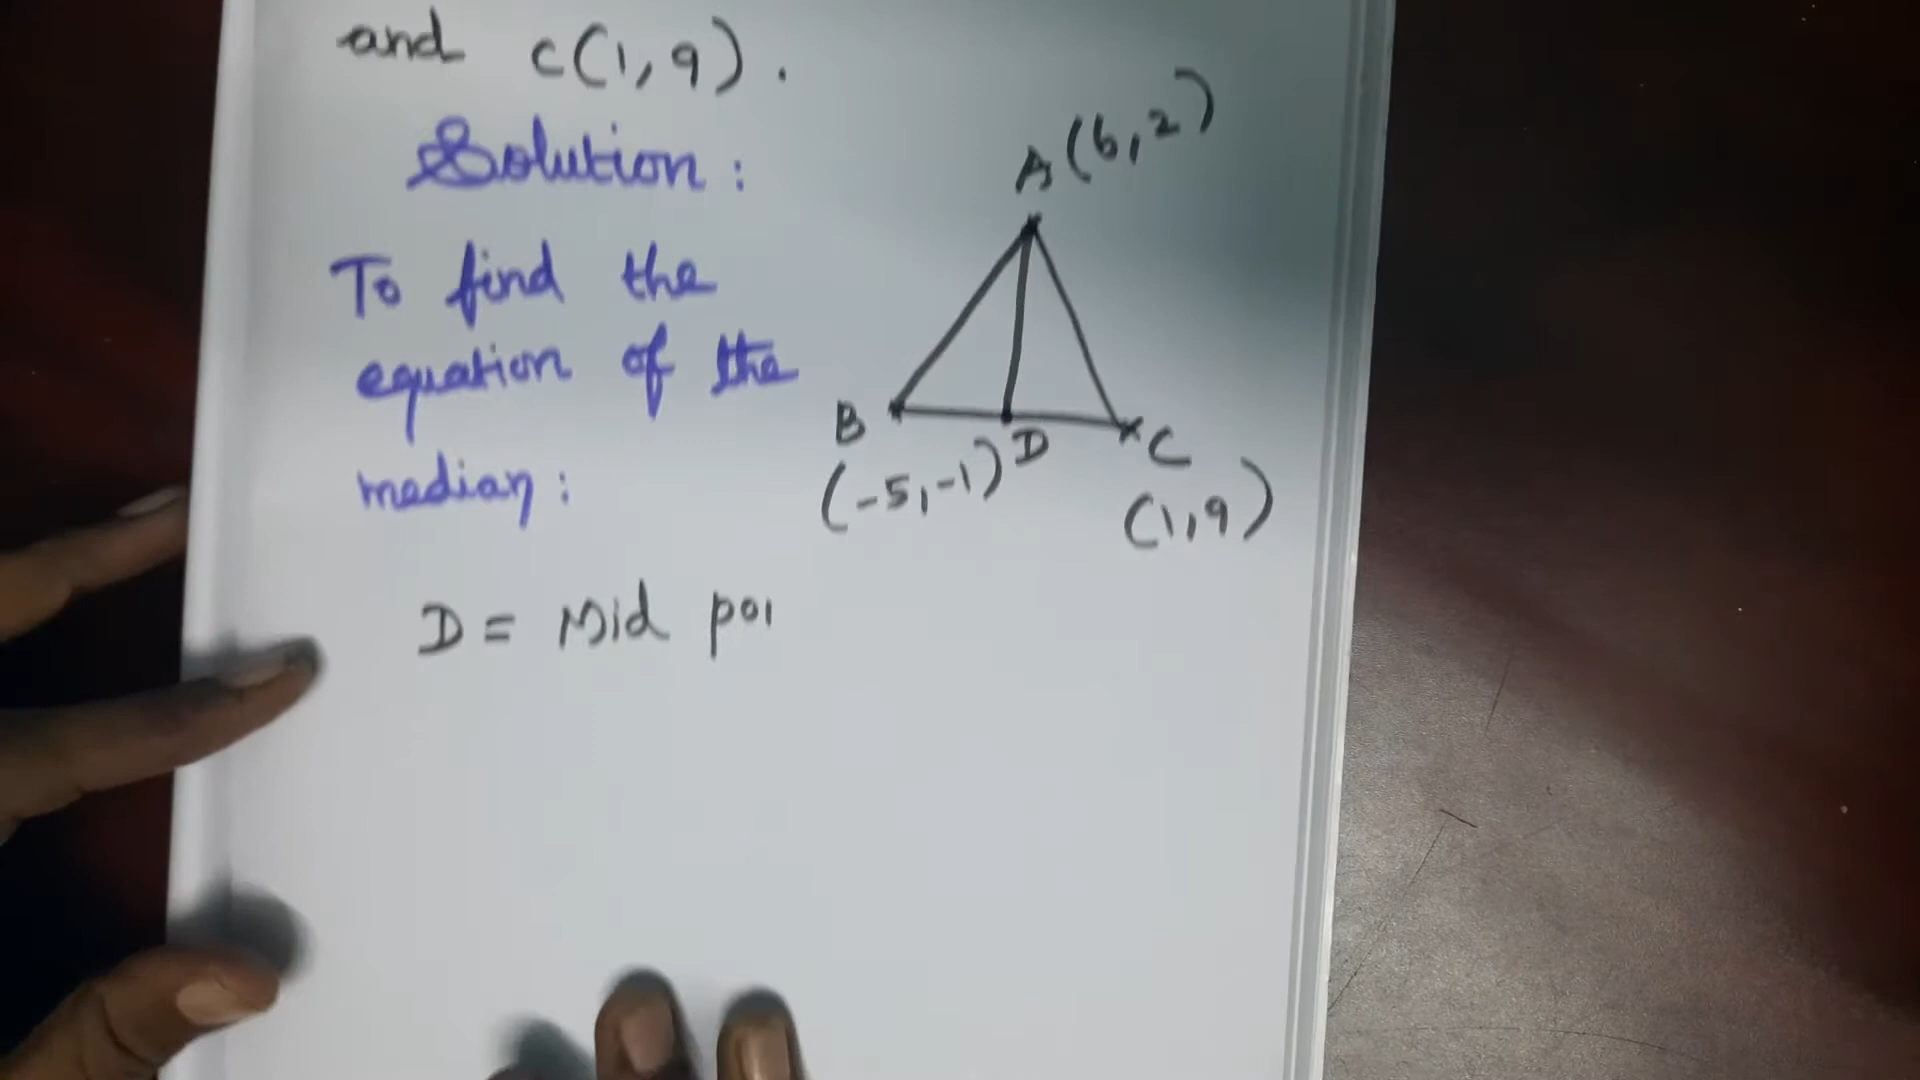 and C(1,9).
Solution:
A(6,2)
To find the
equation of the
median:
B
D
C
(-5,-1)
(1,9)
D = Mid poi